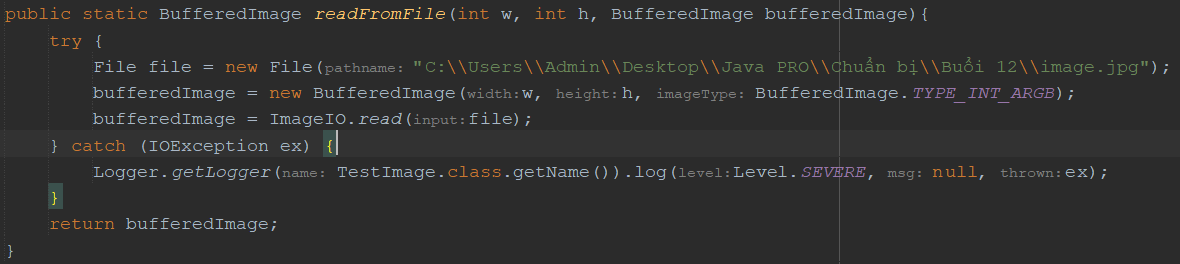 public static BufferedImage readFromFile(int w, int h, BufferedImage bufferedImage){
try {
File file = new File(pathname: "C:\\Users\\Admin\\Desktop\\Java PRO\\Chuẩn bị\\Buổi 12\\image.jpg");
bufferedImage = new BufferedImage(width:w, height:h, imageType:BufferedImage.TYPE_INT_ARGB);
bufferedImage = ImageIO.read(input:file);
} catch (IOException ex) {
Logger.getLogger(name: TestImage.class.getName()).log(level:Level.SEVERE, msg: null, thrown:ex);
}
return bufferedImage;
}